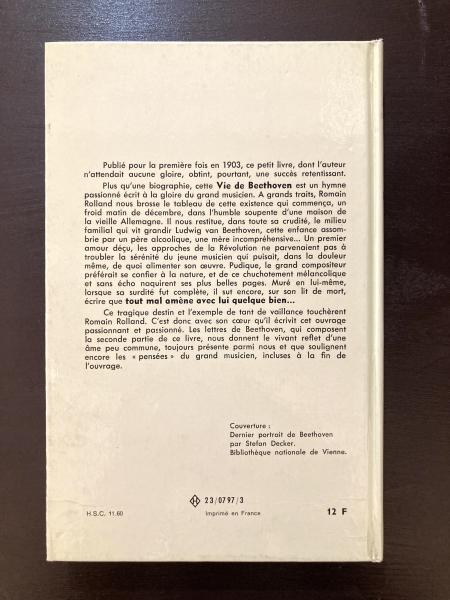 Publié pour la première fois en 1903, ce petit livre, dont l'auteur
n'attendait aucune gloire, obtint, pourtant, une succès retentissant.
Plus qu'une biographie, cette Vie de Beethoven est un hymne
passionné écrit à la gloire du grand musicien. A grands traits, Romain
Rolland nous brosse le tableau de cette existence qui commença, un
froid matin de décembre, dans l'humble soupente d'une maison de
la vieille Allemagne. Il nous restitue, dans toute sa crudité, le milieu
familial qui vit grandir Ludwig van Beethoven, cette enfance assom-
brie par un père alcoolique, une mère incompréhensive... Un premier
amour déçu, les approches de la Révolution ne parvenaient pas à
troubler la sérénité du jeune musicien qui puisait, dans la douleur
même, de quoi alimenter son œuvre. Pudique, le grand compositeur
préférait se confier à la nature, et de ce chuchotement mélancolique
et sans écho naquirent ses plus belles pages. Muré en lui-même,
lorsque sa surdité fut complète, il sut encore, sur son lit de mort,
écrire que tout mal amène avec lui quelque bien...
Ce tragique destin et l'exemple de tant de vaillance touchèrent
Romain Rolland. C'est donc avec son cœur qu'il écrivit cet ouvrage
passionnant et passionné. Les lettres de Beethoven, qui composent
la seconde partie de ce livre, nous donnent le vivant reflet d'une
âme peu commune, toujours présente parmi nous et que soulignent
encore les « pensées » du grand musicien, incluses à la fin de
l'ouvrage.
Couverture :
Dernier portrait de Beethoven
par Stefan Decker.
Bibliothèque nationale de Vienne.
H.S.C. 11.60
H 23/0797/3
Imprimé en France
12 F